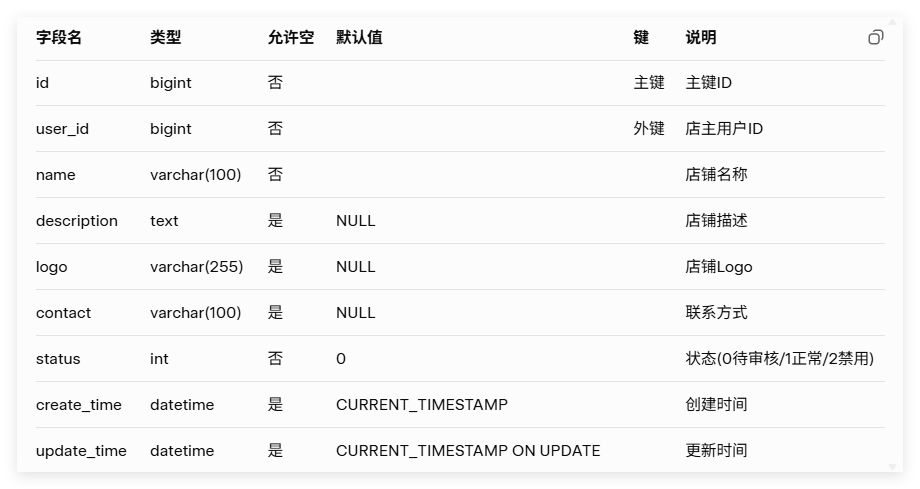 字段名 类型 允许空 默认值 键 说明
id bigint 否 主键 主键ID
user_id bigint 否 外键 店主用户ID
name varchar(100) 否 店铺名称
description text 是 NULL 店铺描述
logo varchar(255) 是 NULL 店铺Logo
contact varchar(100) 是 NULL 联系方式
status int 否 0 状态(0待审核/1正常/2禁用)
create_time datetime 是 CURRENT_TIMESTAMP 创建时间
update_time datetime 是 CURRENT_TIMESTAMP ON UPDATE 更新时间